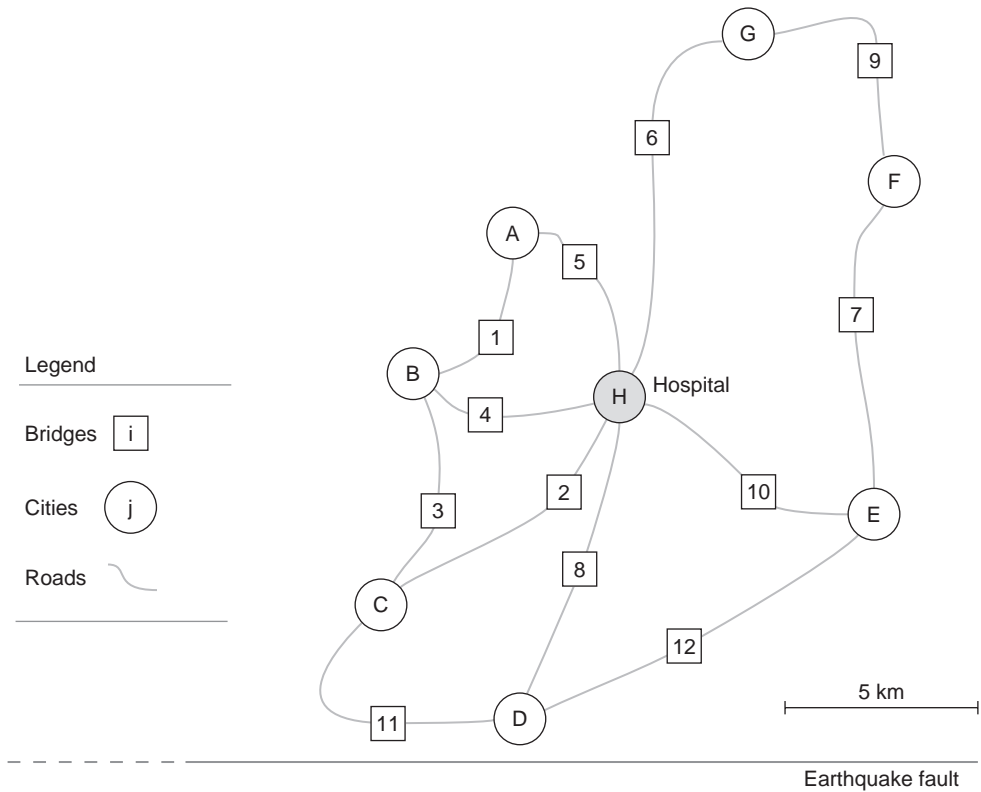 G
9
6
F
A
5
7
1
Legend
B
H
Hospital
4
Bridges
i
2
10
Cities
j
3
E
8
Roads
C
12
5 km
11
D
Earthquake fault